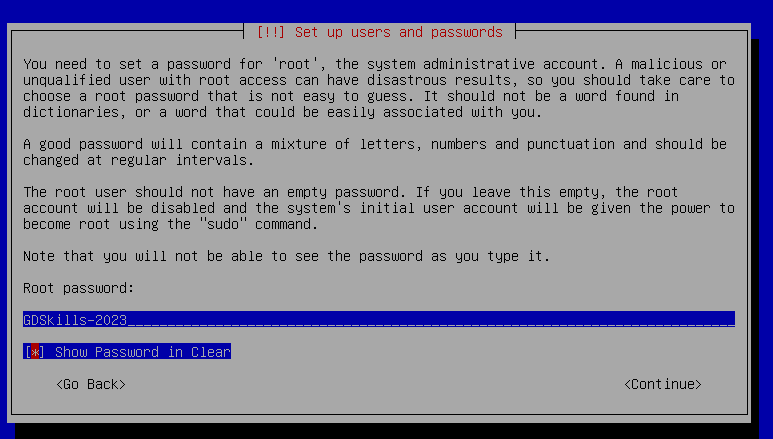 [!!] Set up users and passwords
You need to set a password for 'root', the system administrative account. A malicious or
unqualified user with root access can have disastrous results, so you should take care to
choose a root password that is not easy to guess. It should not be a word found in
dictionaries, or a word that could be easily associated with you.
A good password will contain a mixture of letters, numbers and punctuation and should be
changed at regular intervals.
The root user should not have an empty password. If you leave this empty, the root
account will be disabled and the system's initial user account will be given the power to
become root using the "sudo" command.
Note that you will not be able to see the password as you type it.
Root password:
GDSkills-2023
[*] Show Password in Clear
<Go Back> <Continue>